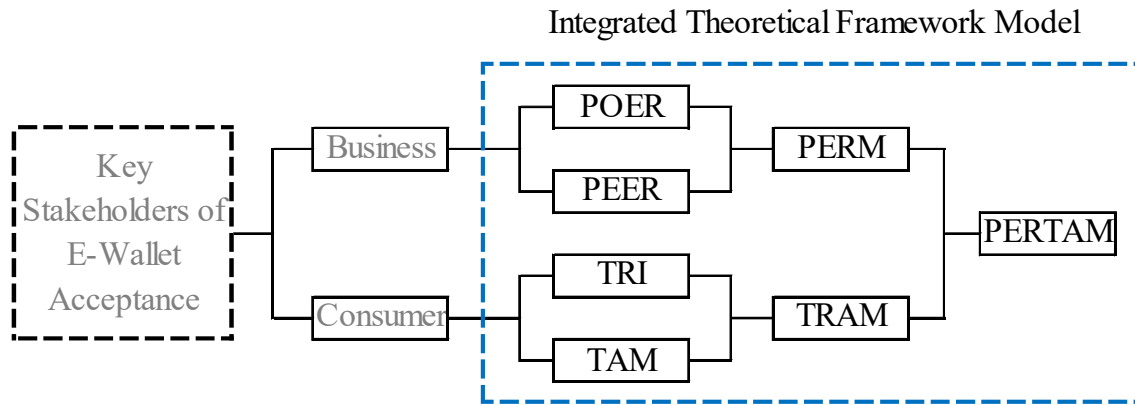 Integrated Theoretical Framework Model
Key
Stakeholders of
E-Wallet
Acceptance
Business
Consumer
POER
PEER
TRI
TAM
PERM
TRAM
PERTAM